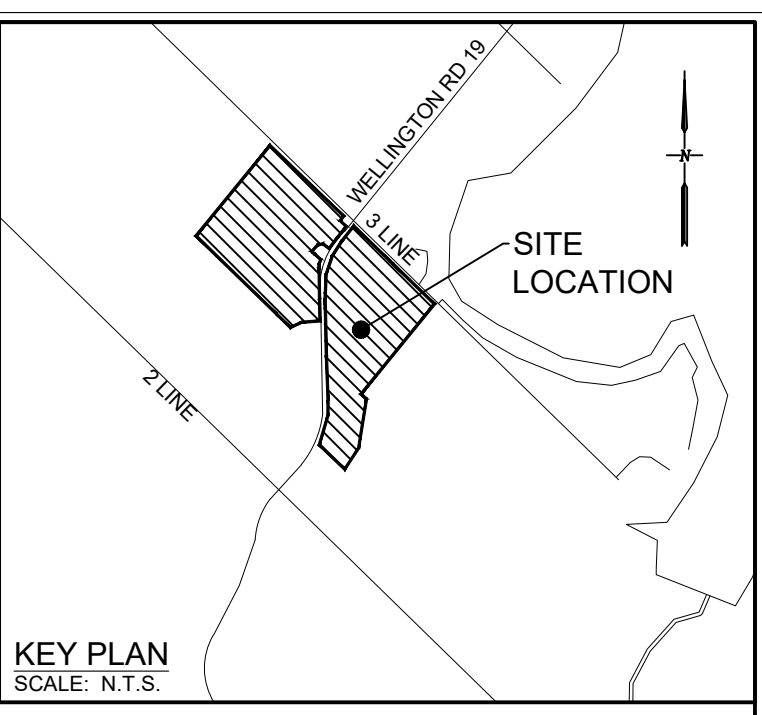 WELLINGTON RD 19
N
3 LINE
SITE
LOCATION
2 LINE
KEY PLAN
SCALE: N.T.S.